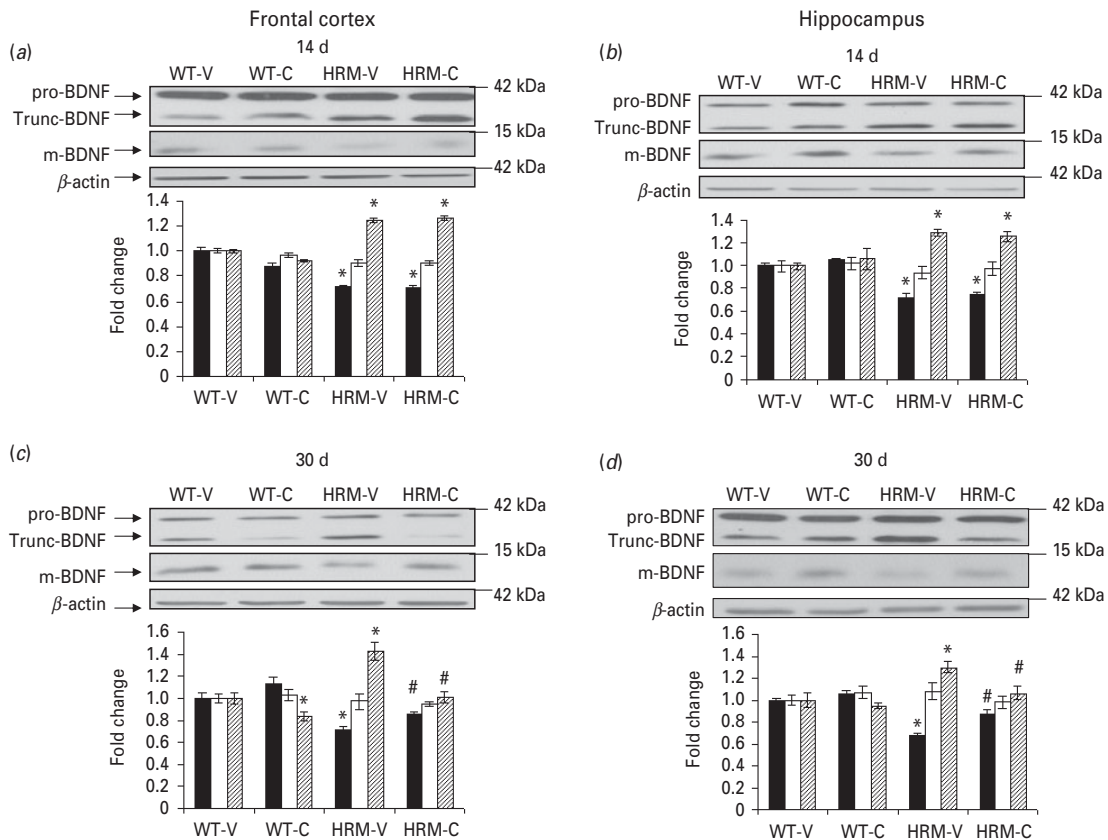 Frontal cortex
Hippocampus
(a)
14 d
WT-V WT-C HRM-V HRM-C
42 kDa
pro-BDNF
Trunc-BDNF
15 kDa
m-BDNF
42 kDa
β-actin
1.4
1.2
1.0
0.8
0.6
0.4
0.2
0
Fold change
* * * *
WT-V WT-C HRM-V HRM-C
(b)
14 d
WT-V WT-C HRM-V HRM-C
42 kDa
pro-BDNF
Trunc-BDNF
15 kDa
m-BDNF
42 kDa
β-actin
1.4
1.2
1.0
0.8
0.6
0.4
0.2
0
Fold change
* * * *
WT-V WT-C HRM-V HRM-C
(c)
30 d
WT-V WT-C HRM-V HRM-C
42 kDa
pro-BDNF
Trunc-BDNF
15 kDa
m-BDNF
42 kDa
β-actin
1.6
1.4
1.2
1.0
0.8
0.6
0.4
0.2
0
Fold change
* * * # #
WT-V WT-C HRM-V HRM-C
(d)
30 d
WT-V WT-C HRM-V HRM-C
42 kDa
pro-BDNF
Trunc-BDNF
15 kDa
m-BDNF
42 kDa
β-actin
1.6
1.4
1.2
1.0
0.8
0.6
0.4
0.2
0
Fold change
* * # #
WT-V WT-C HRM-V HRM-C